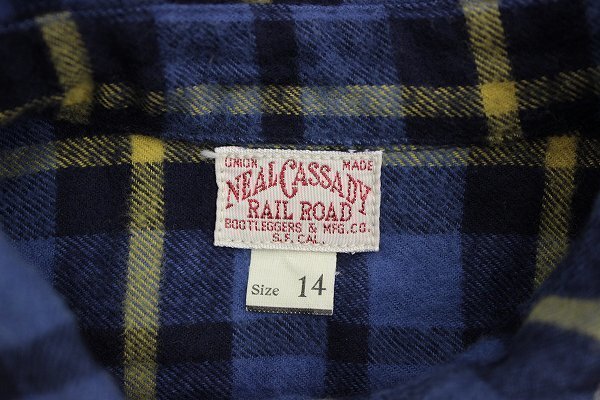 UNION MADE
NEAL CASSADY
RAIL ROAD
BOOTLEGGERS & MFG. CO.
S.F. CAL.
Size 14